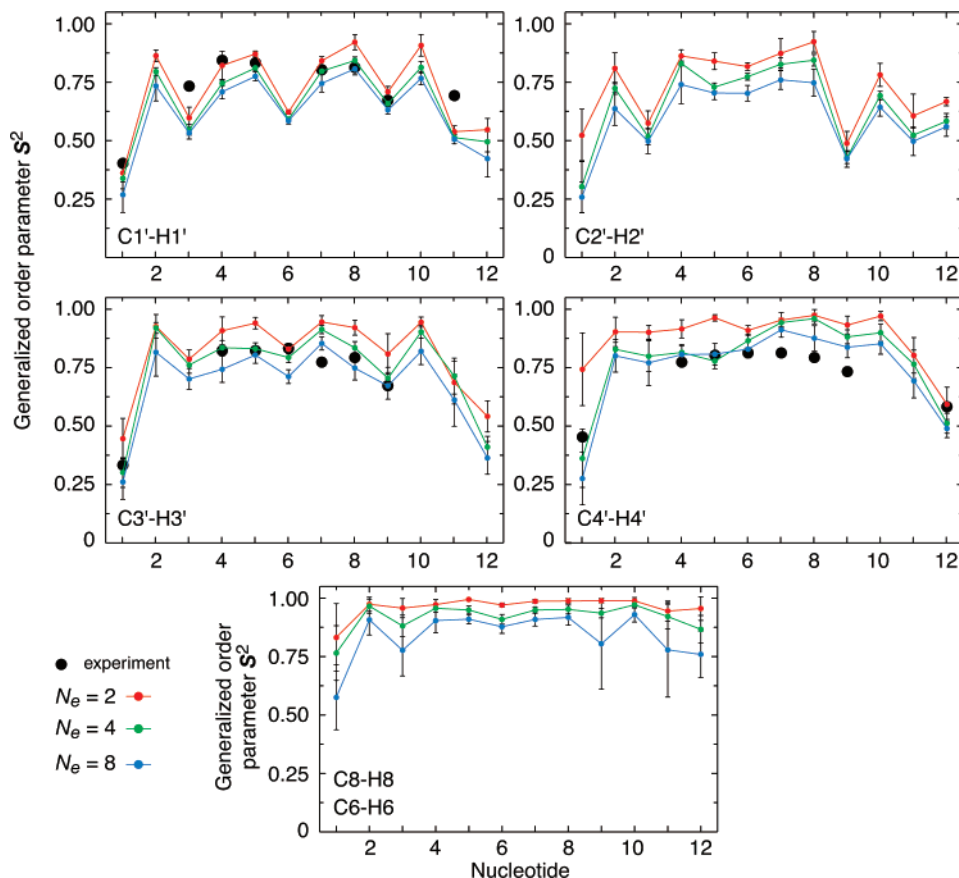 1.00
0.75
0.50
0.25
0
2 4 6 8 10 12
C1'-H1'
1.00
0.75
0.50
0.25
0
2 4 6 8 10 12
C2'-H2'
Generalized order parameter S²
1.00
0.75
0.50
0.25
0
2 4 6 8 10 12
C3'-H3'
1.00
0.75
0.50
0.25
0
2 4 6 8 10 12
C4'-H4'
experiment
Nₑ = 2
Nₑ = 4
Nₑ = 8
Generalized order
parameter S²
1.00
0.75
0.50
0.25
0
C8-H8
C6-H6
2 4 6 8 10 12
Nucleotide